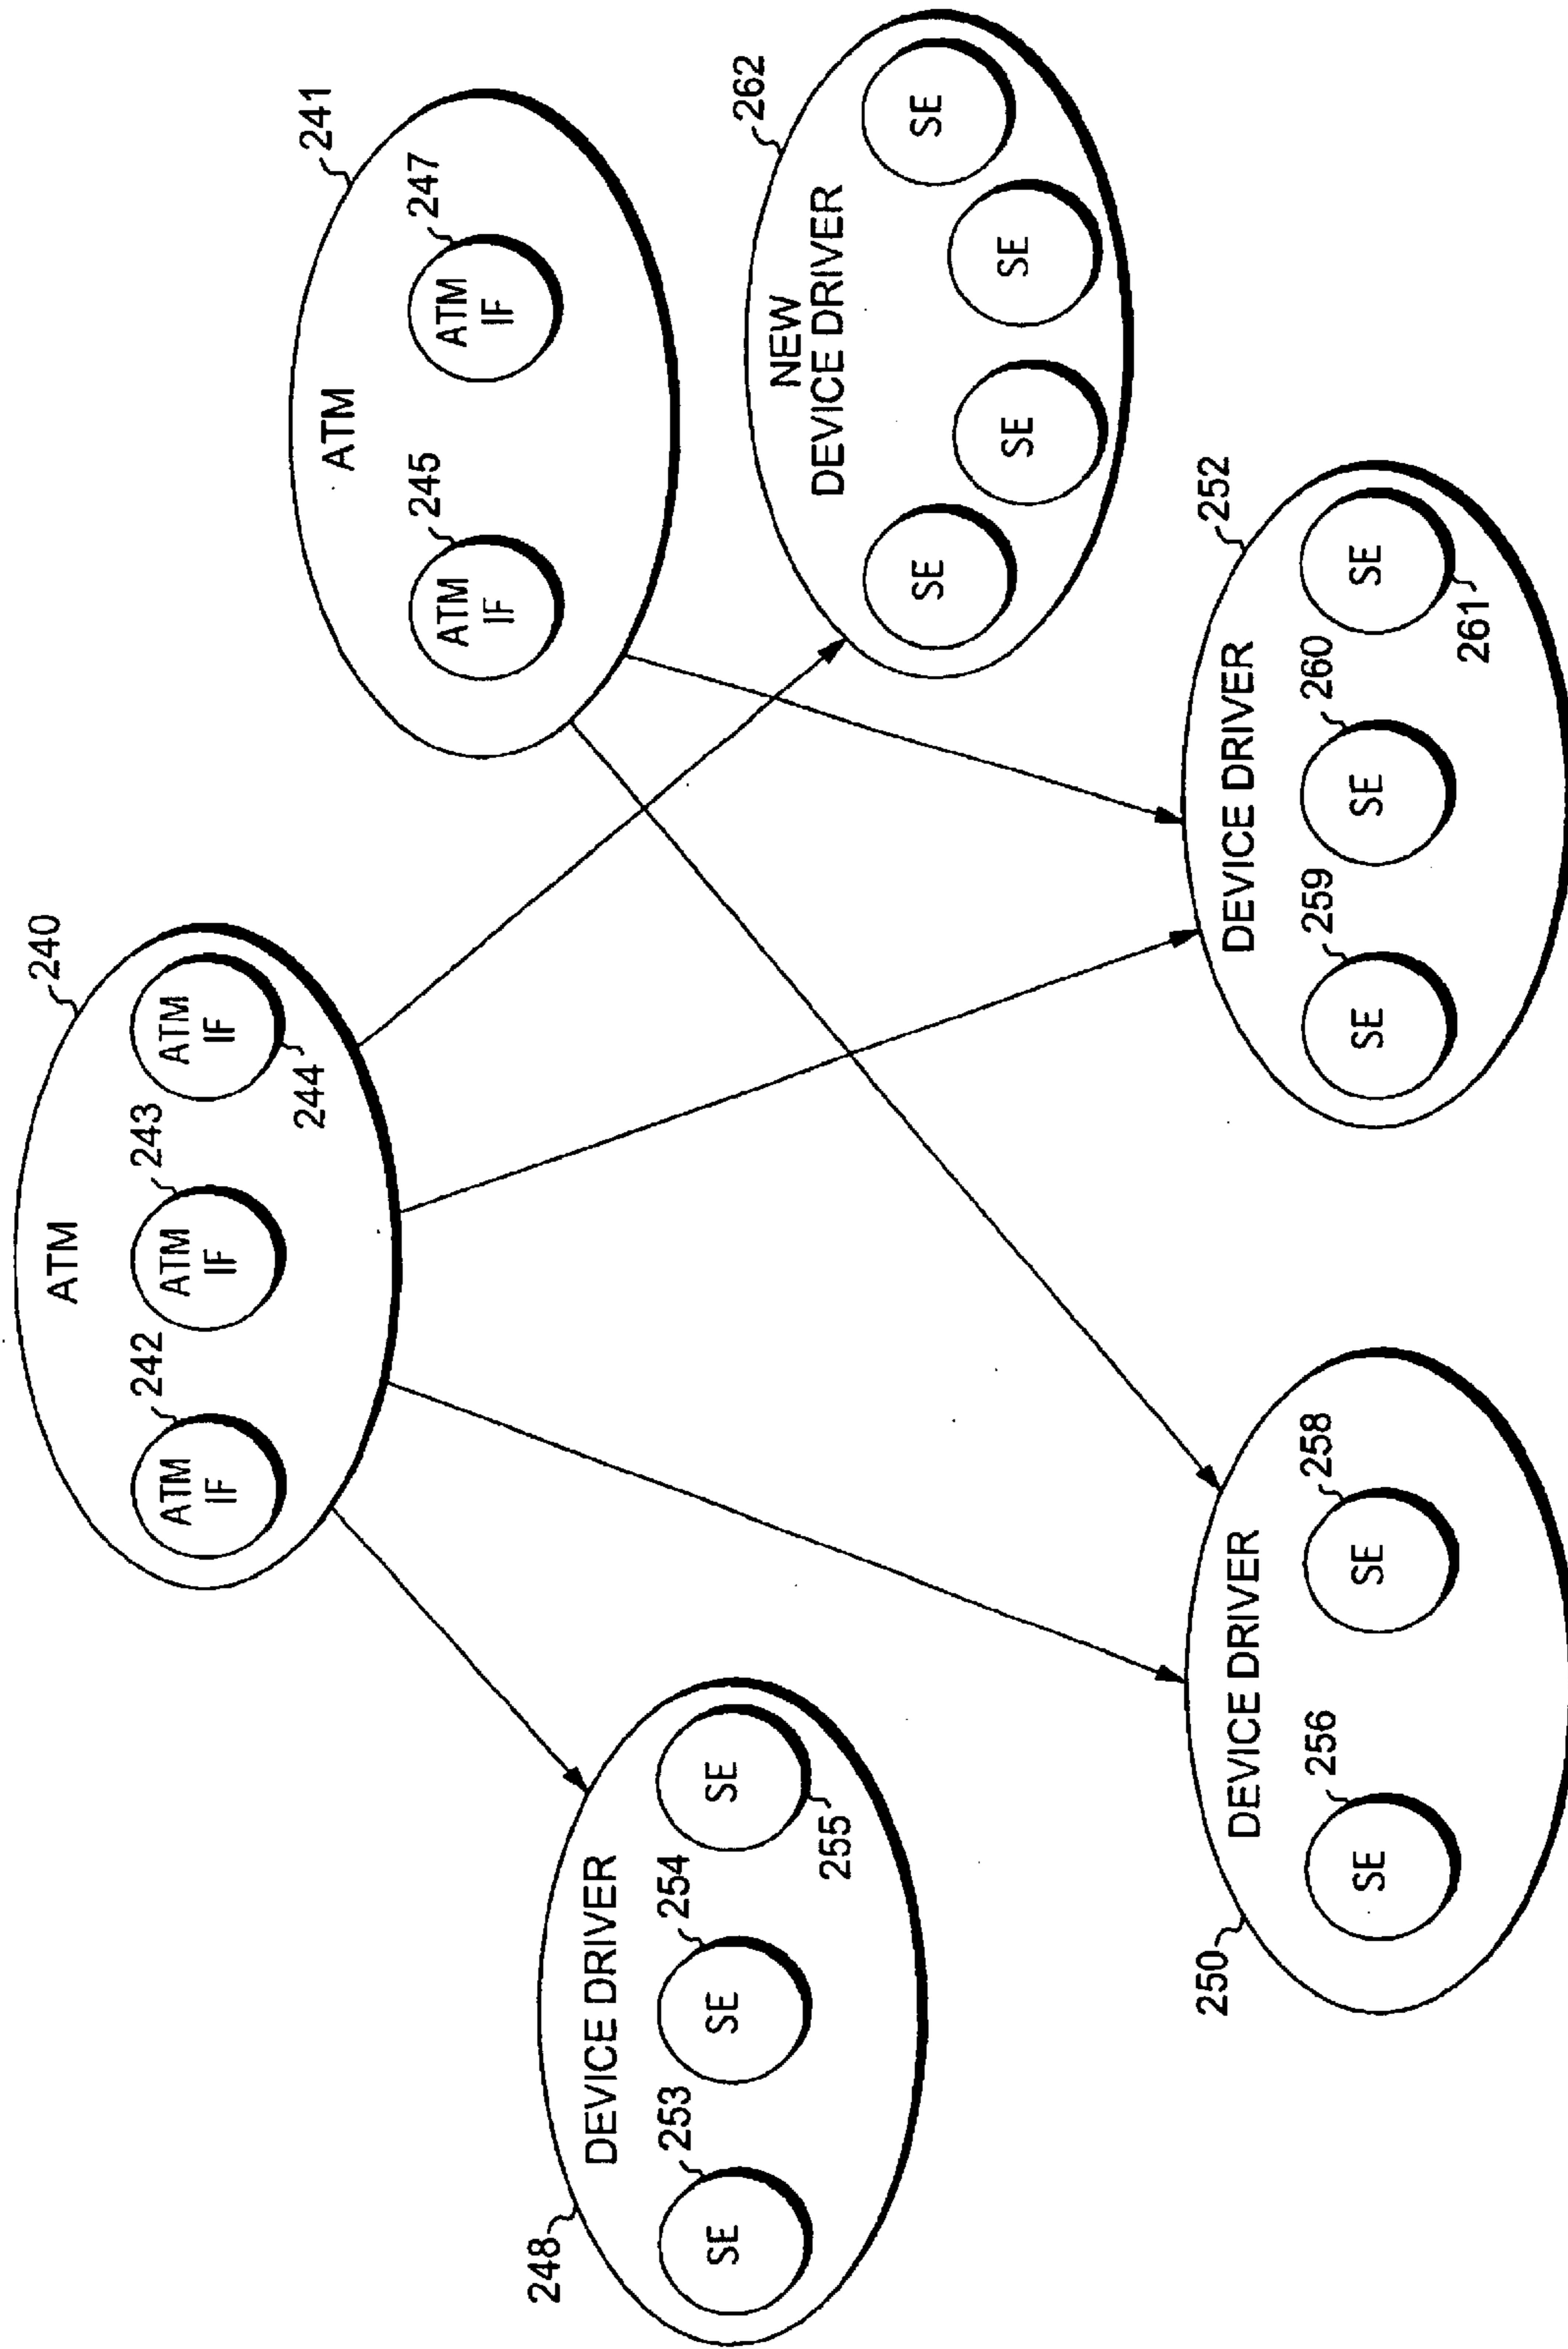 240
ATM
242
243
ATM
IF
ATM
IF
ATM
IF
244
241
ATM
245
247
ATM
IF
ATM
IF
248
DEVICE DRIVER
253
254
SE
SE
SE
255
262
NEW
DEVICE DRIVER
SE
SE
SE
SE
250
DEVICE DRIVER
256
258
SE
SE
252
DEVICE DRIVER
259
260
SE
SE
SE
261